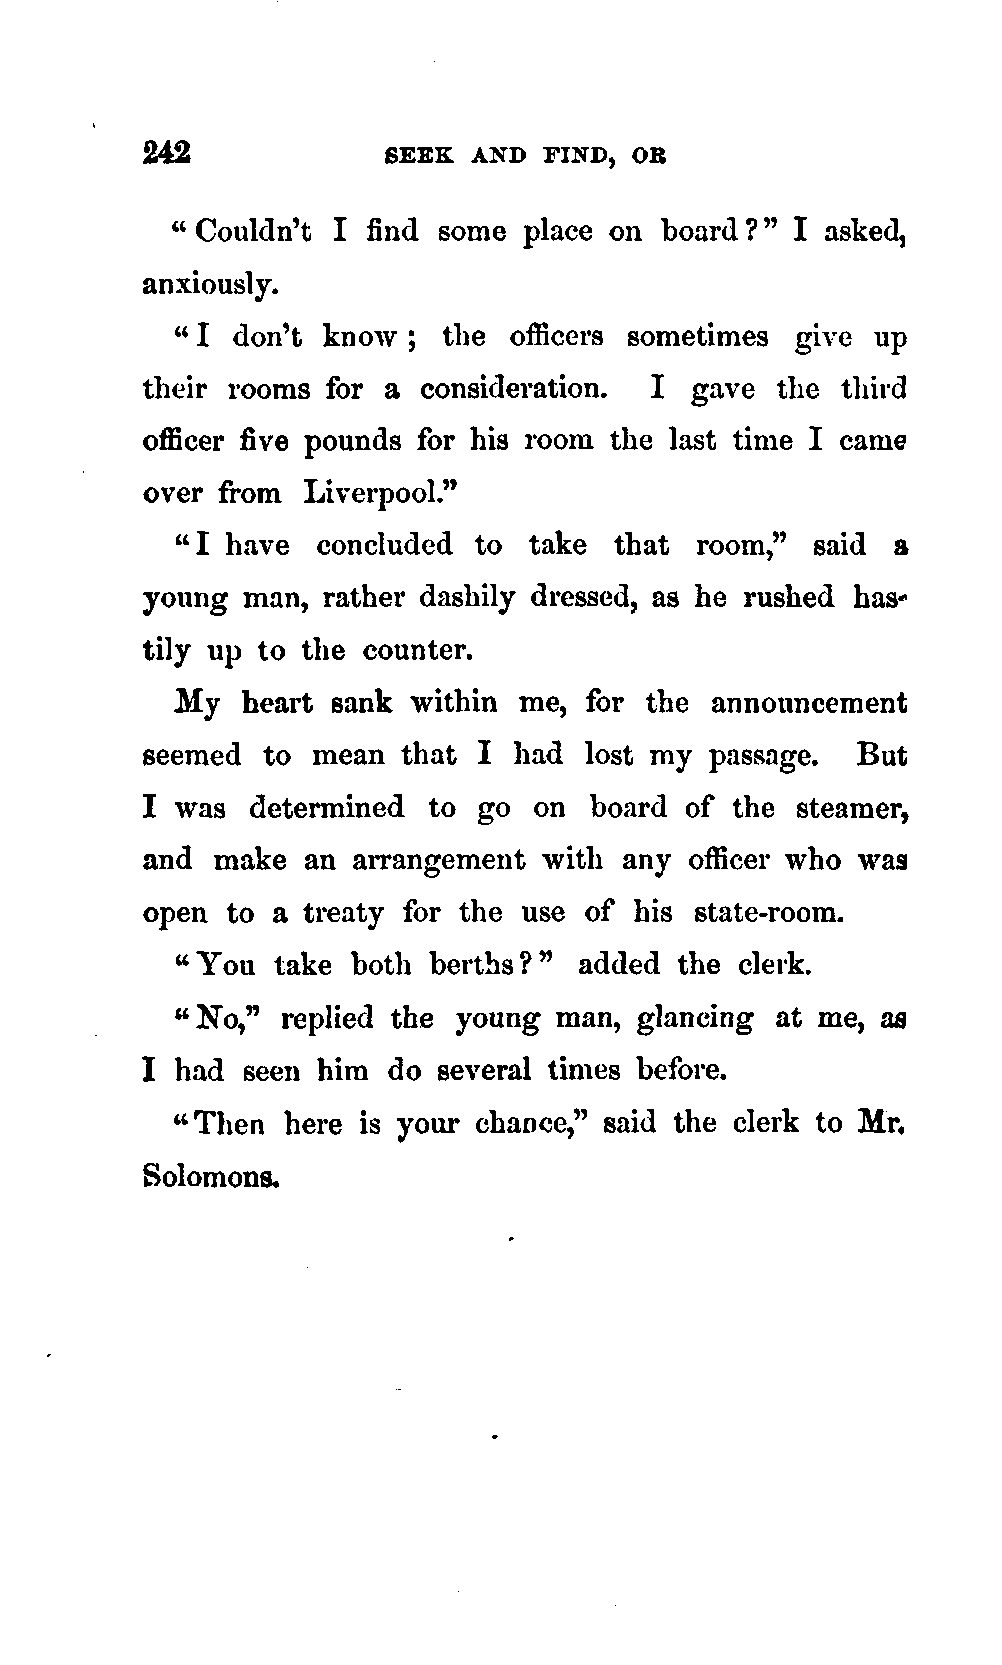 242 SEEK AND FIND, OR
"Couldn't I find some place on board?" I asked,
anxiously.
"I don't know; the officers sometimes give up
their rooms for a consideration. I gave the third
officer five pounds for his room the last time I came
over from Liverpool."
"I have concluded to take that room," said a
young man, rather dashily dressed, as he rushed has-
tily up to the counter.
My heart sank within me, for the announcement
seemed to mean that I had lost my passage. But
I was determined to go on board of the steamer,
and make an arrangement with any officer who was
open to a treaty for the use of his state-room.
"You take both berths?" added the clerk.
"No," replied the young man, glancing at me, as
I had seen him do several times before.
"Then here is your chance," said the clerk to Mr.
Solomons.